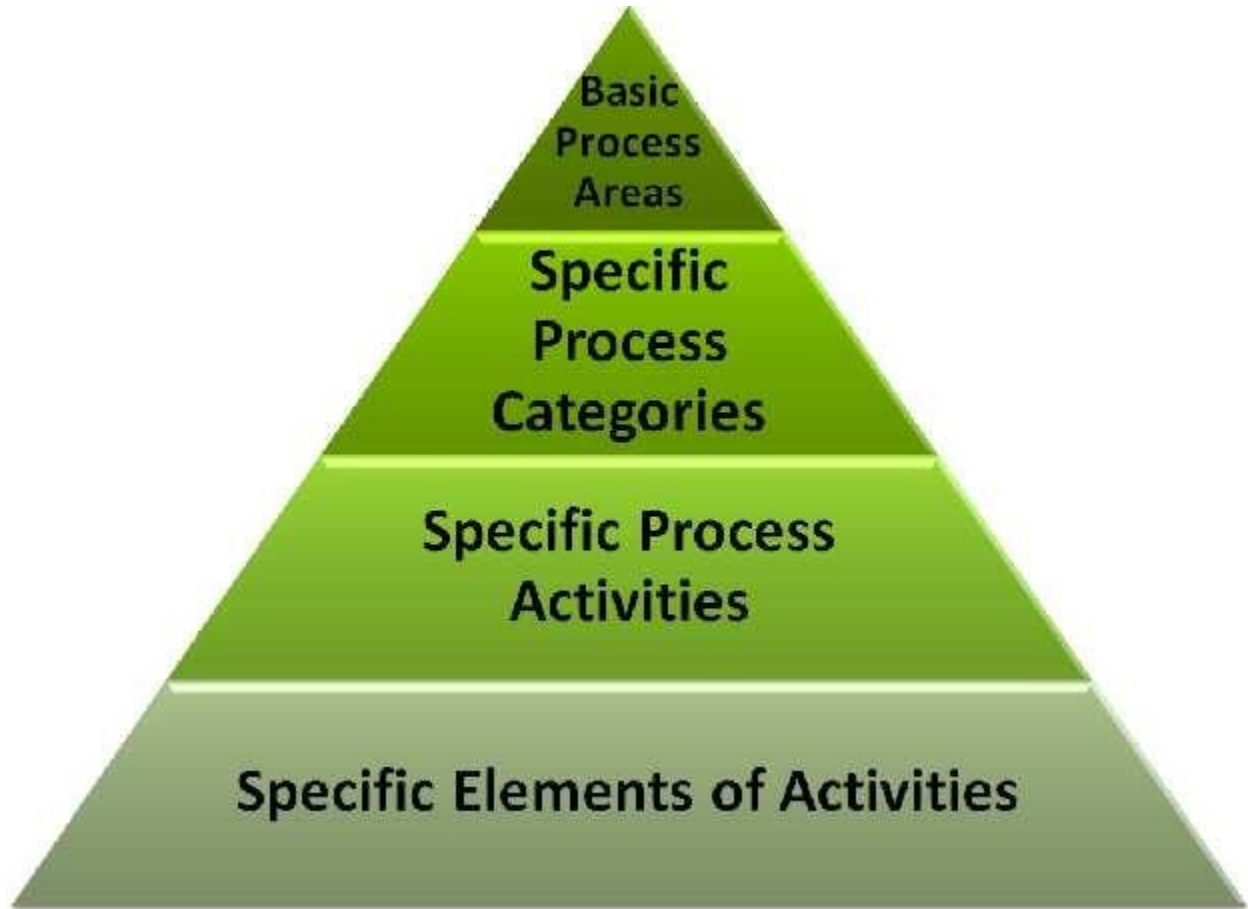 Basic
Process
Areas
Specific
Process
Categories
Specific Process
Activities
Specific Elements of Activities